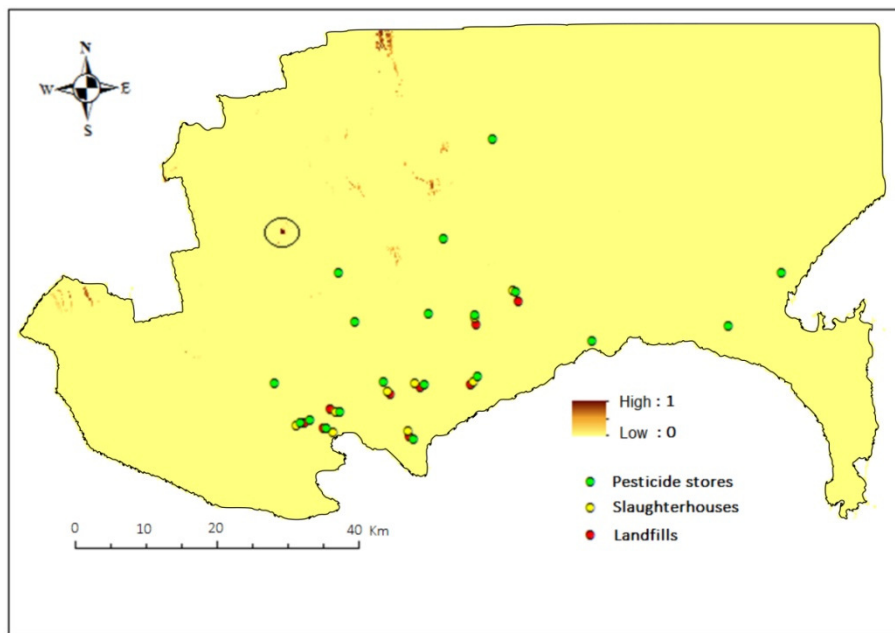 N
W E
S
High : 1
Low : 0
Pesticide stores
Slaughterhouses
Landfills
0 10 20 40 Km